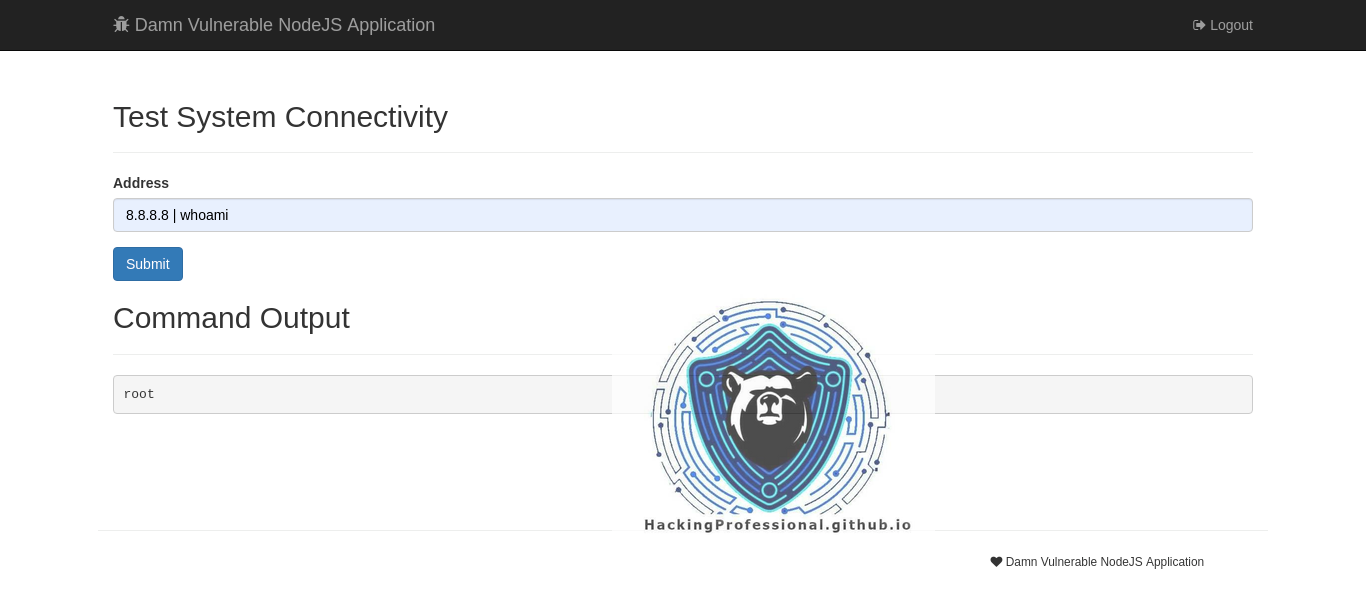 Damn Vulnerable NodeJS Application
Logout
Test System Connectivity
Address
8.8.8.8 | whoami
Submit
Command Output
root
HackingProfessional.github.io
Damn Vulnerable NodeJS Application